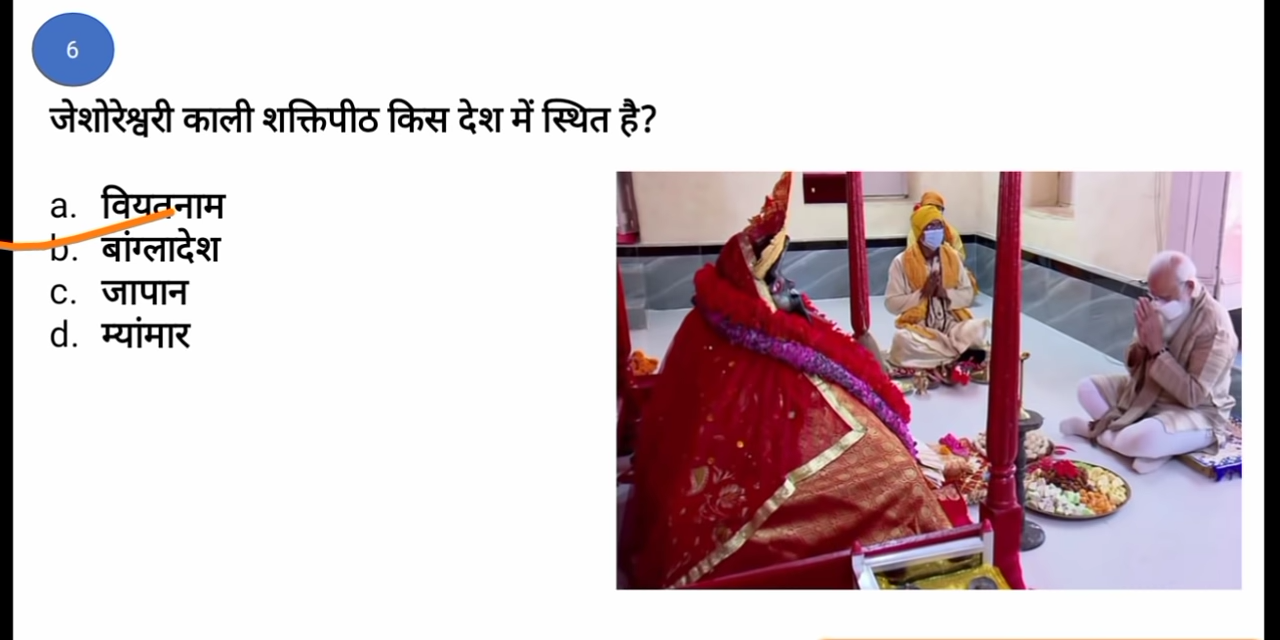 6
जेशोरेश्वरी काली शक्तिपीठ किस देश में स्थित है?
a. वियतनाम
b. बांग्लादेश
c. जापान
d. म्यांमार